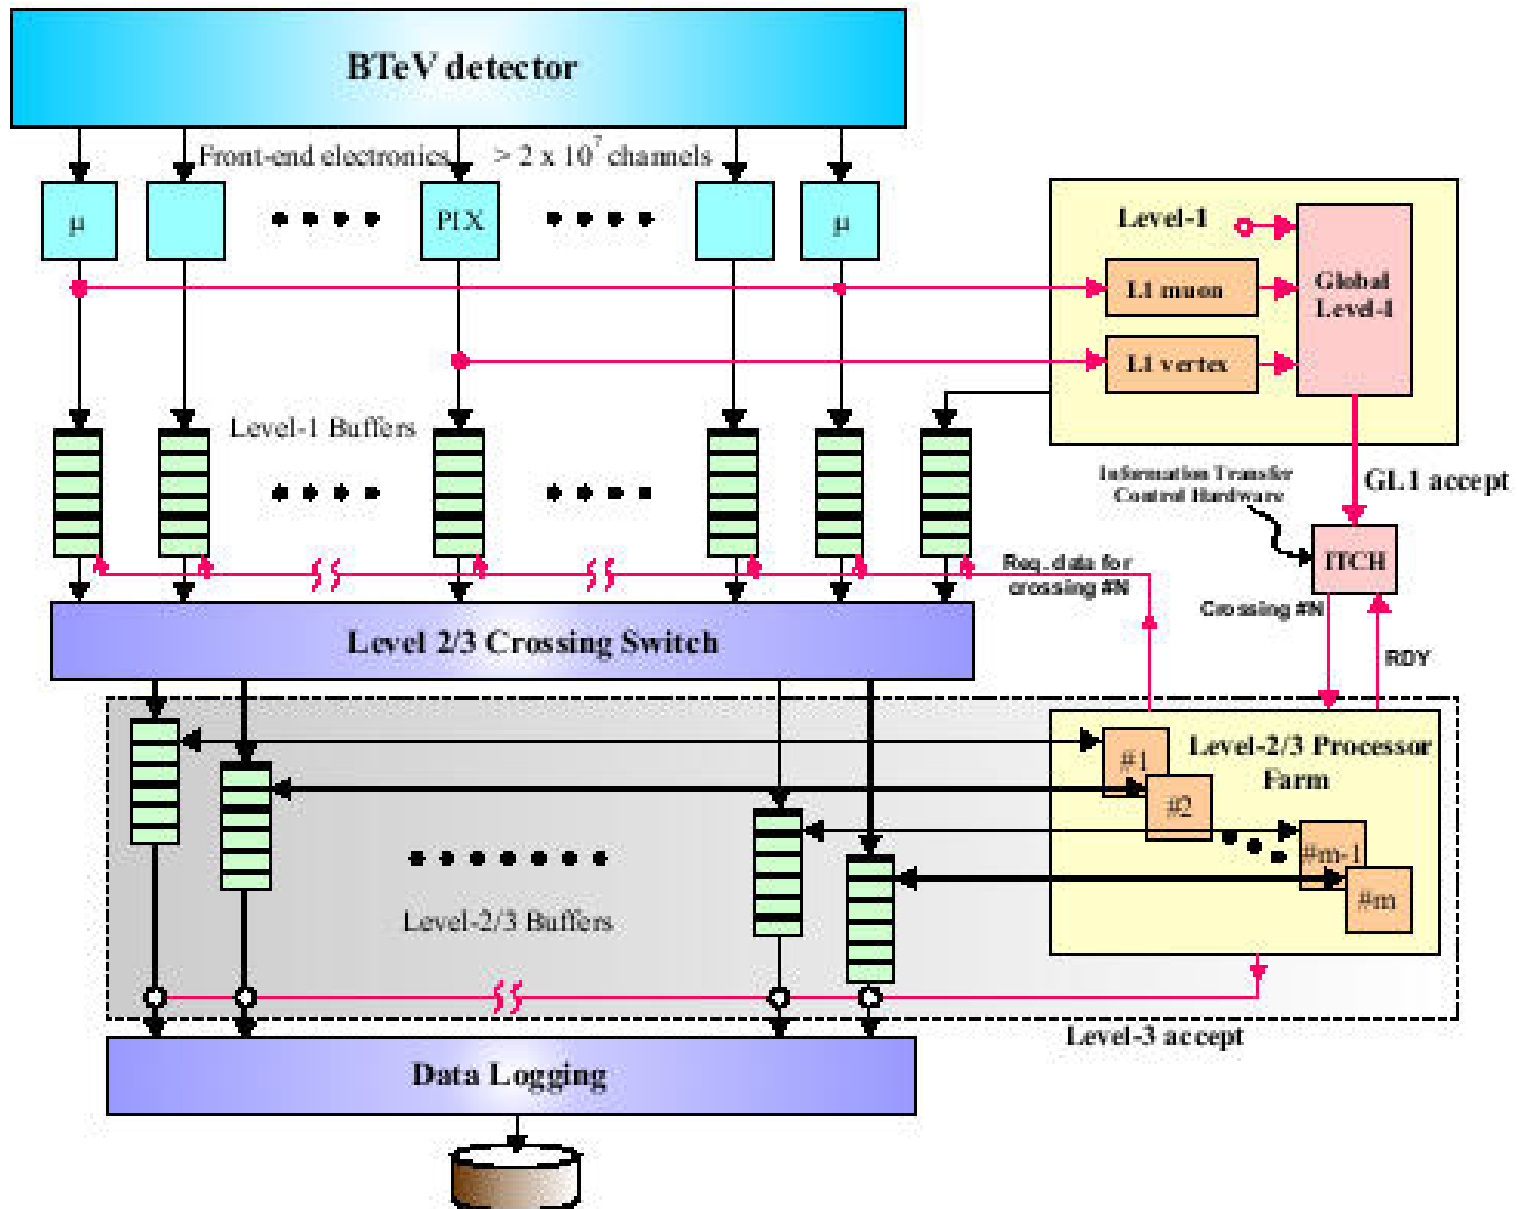 BTeV detector
Front-end electronics
> 2 x 10^7 channels
μ
PIX
μ
Level-1
L1 muon
Global
Level-1
L1 vertex
Level-1 Buffers
Information Transfer
Control Hardware
GL1 accept
ITCH
Req. data for
crossing #N
Crossing #N
RDY
Level 2/3 Crossing Switch
Level-2/3 Processor
Farm
#1
#2
#m-1
#m
Level-2/3 Buffers
Level-3 accept
Data Logging